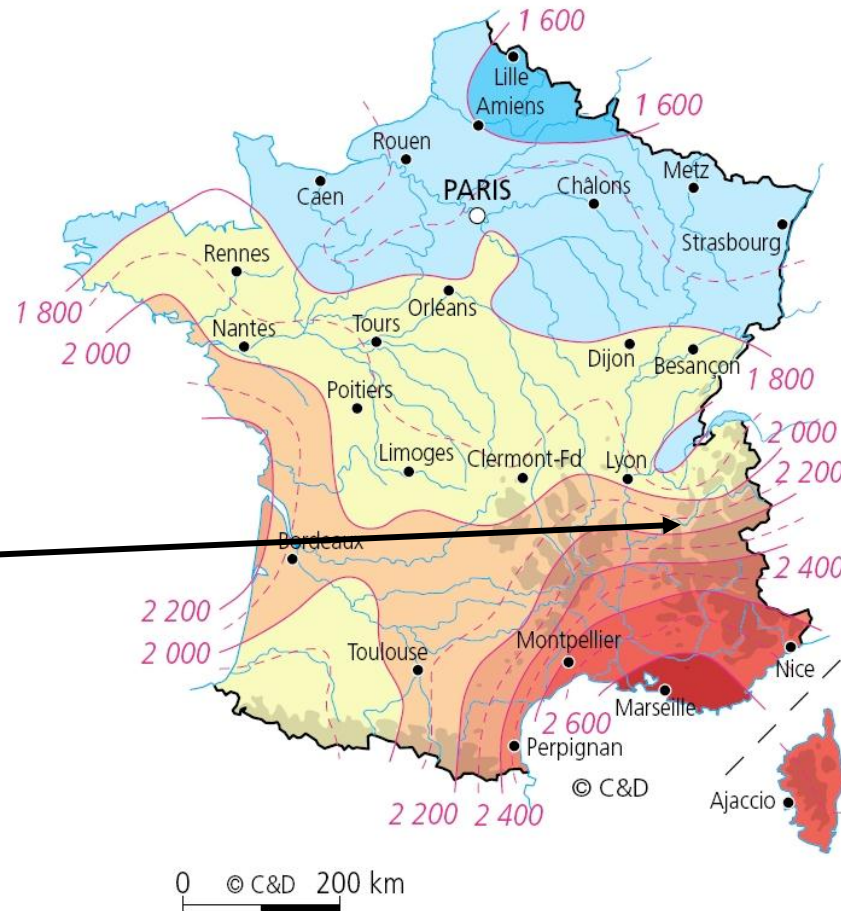 1 600
Lille
Amiens
1 600
Rouen
Metz
Caen
PARIS
Châlons
Strasbourg
Rennes
1 800
Orléans
2 000
Nantes
Tours
Dijon
Besançon
1 800
Poitiers
2 000
Limoges
Clermont-Fd
Lyon
2 200
Bordeaux
2 400
2 200
2 000
Toulouse
Montpellier
Nice
Marseille
2 600
Perpignan
© C&D
Ajaccio
2 200
2 400
0 © C&D 200 km